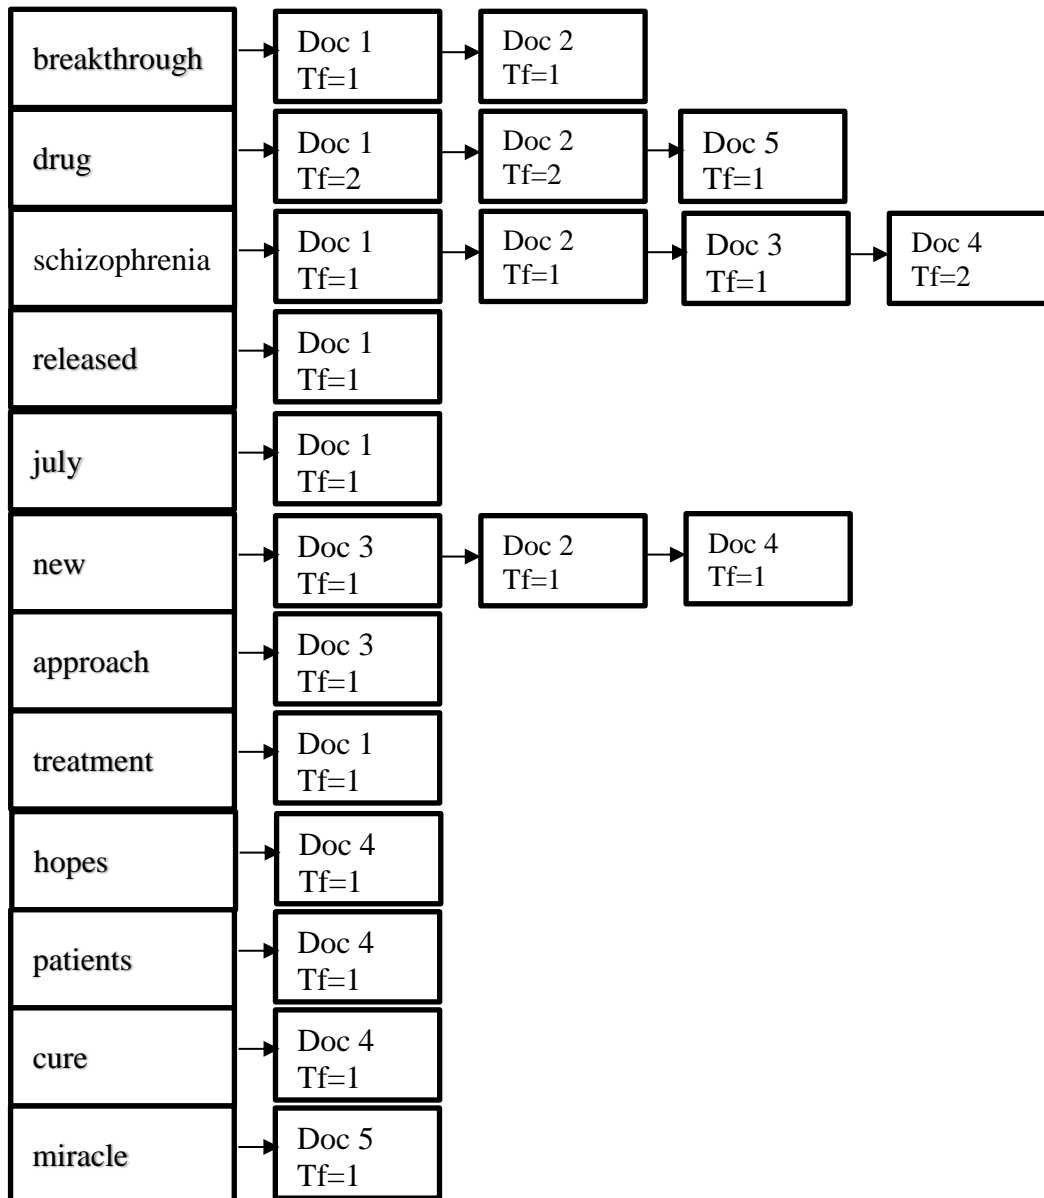 breakthrough
Doc 1
Tf=1
Doc 2
Tf=1
drug
Doc 1
Tf=2
Doc 2
Tf=2
Doc 5
Tf=1
schizophrenia
Doc 1
Tf=1
Doc 2
Tf=1
Doc 3
Tf=1
Doc 4
Tf=2
released
Doc 1
Tf=1
july
Doc 1
Tf=1
new
Doc 3
Tf=1
Doc 2
Tf=1
Doc 4
Tf=1
approach
Doc 3
Tf=1
treatment
Doc 1
Tf=1
hopes
Doc 4
Tf=1
patients
Doc 4
Tf=1
cure
Doc 4
Tf=1
miracle
Doc 5
Tf=1